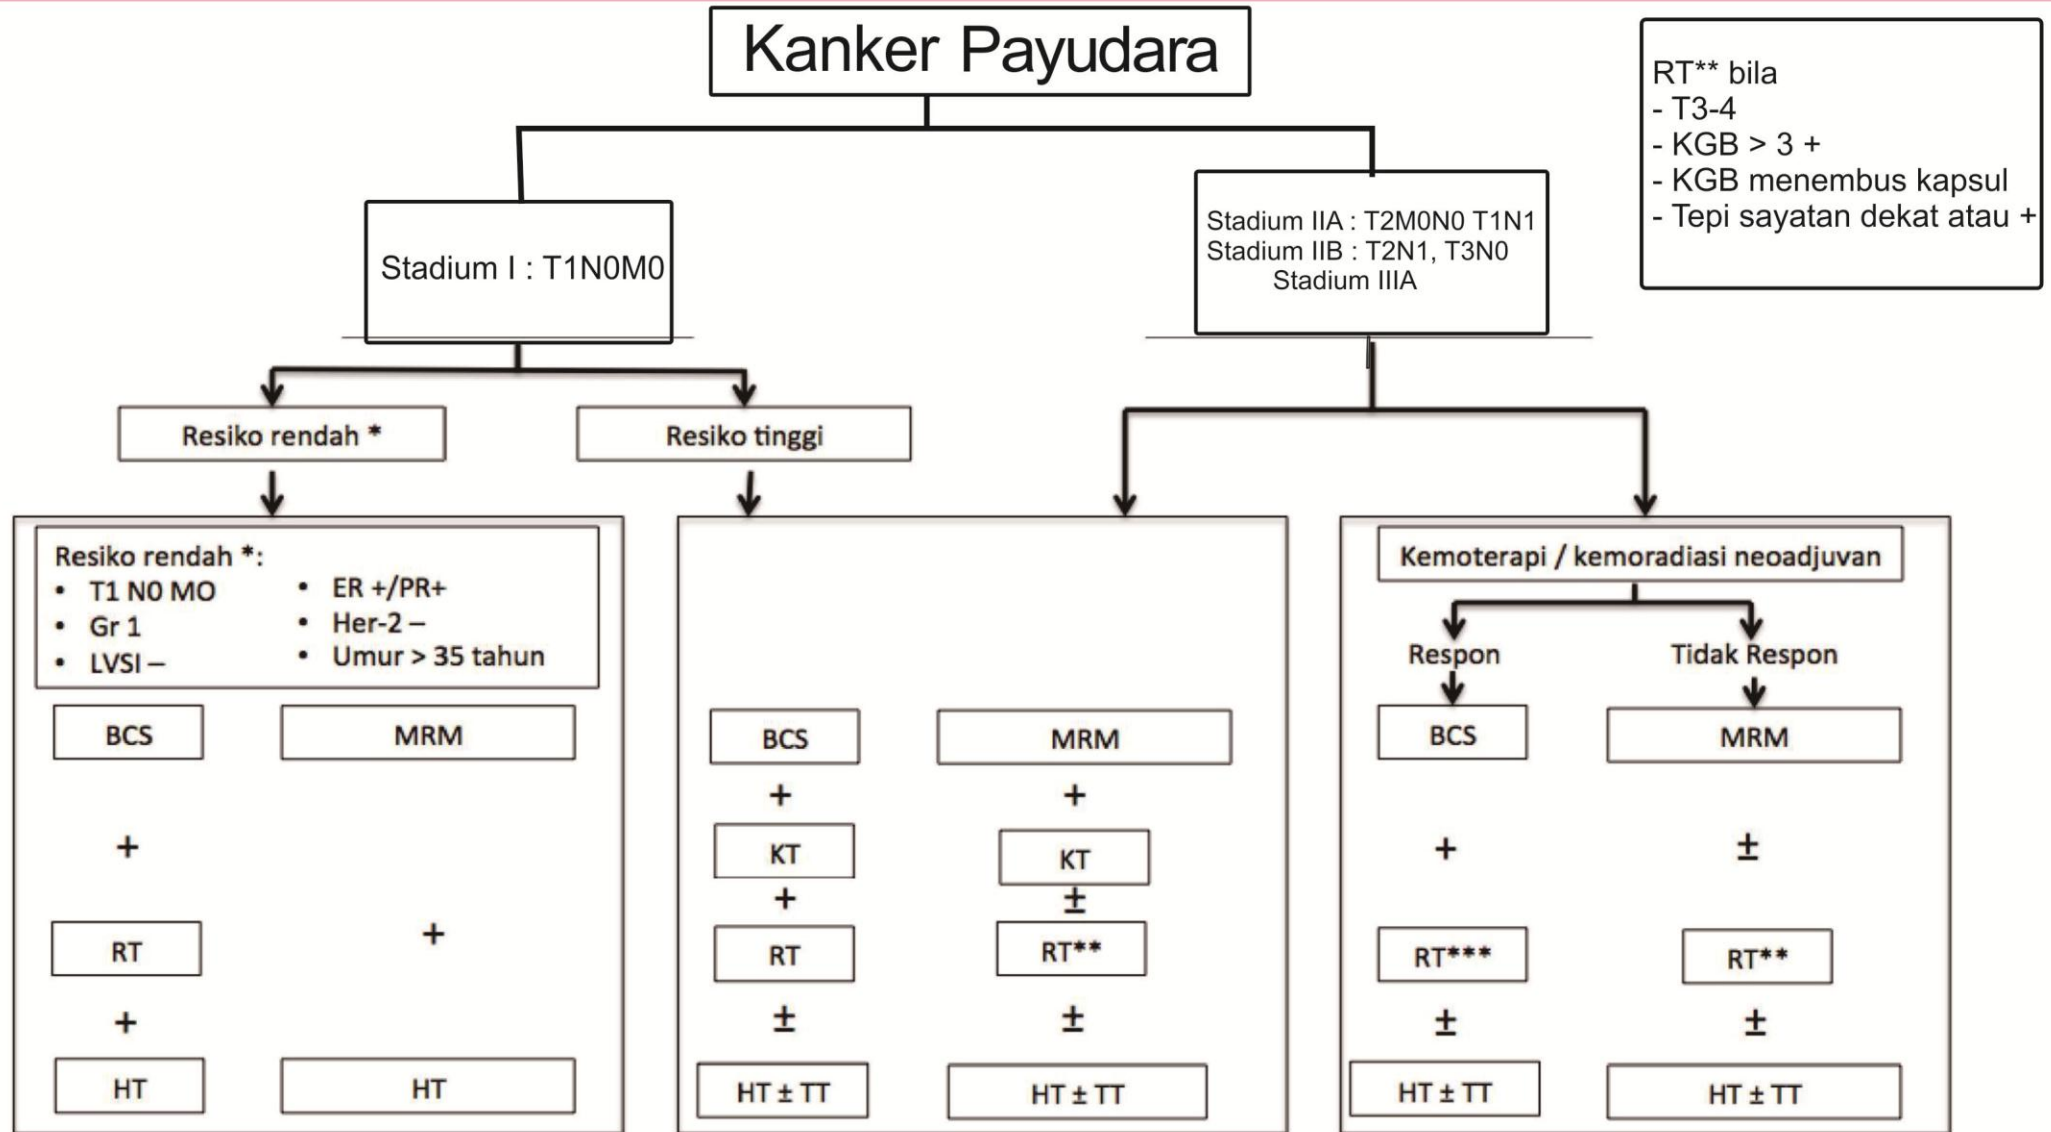 Kanker Payudara
RT** bila
- T3-4
- KGB > 3 +
- KGB menembus kapsul
- Tepi sayatan dekat atau +
Stadium I : T1N0M0
Stadium IIA : T2M0N0 T1N1
Stadium IIB : T2N1, T3N0
Stadium IIIA
Resiko rendah *
Resiko tinggi
Resiko rendah *:
• T1 N0 MO
• Gr 1
• LVSI –
• ER +/PR+
• Her-2 –
• Umur > 35 tahun
BCS
+
RT
+
HT
MRM
+
HT
BCS
+
KT
+
RT
±
HT ± TT
MRM
+
KT
±
RT**
±
HT ± TT
Kemoterapi / kemoradiasi neoadjuvan
Respon
BCS
+
RT***
±
HT ± TT
Tidak Respon
MRM
±
RT**
±
HT ± TT